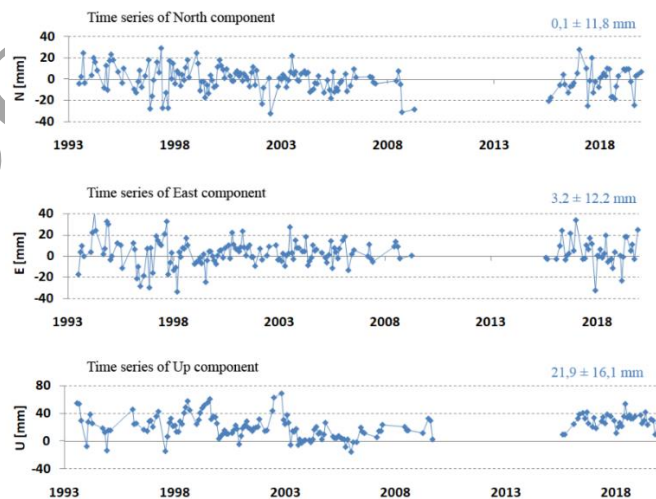 Time series of North component
0,1 ± 11,8 mm
N [mm]
40
20
0
-20
-40
1993 1998 2003 2008 2013 2018
Time series of East component
3,2 ± 12,2 mm
E [mm]
40
20
0
-20
-40
1993 1998 2003 2008 2013 2018
Time series of Up component
21,9 ± 16,1 mm
U [mm]
80
40
0
-40
1993 1998 2003 2008 2013 2018